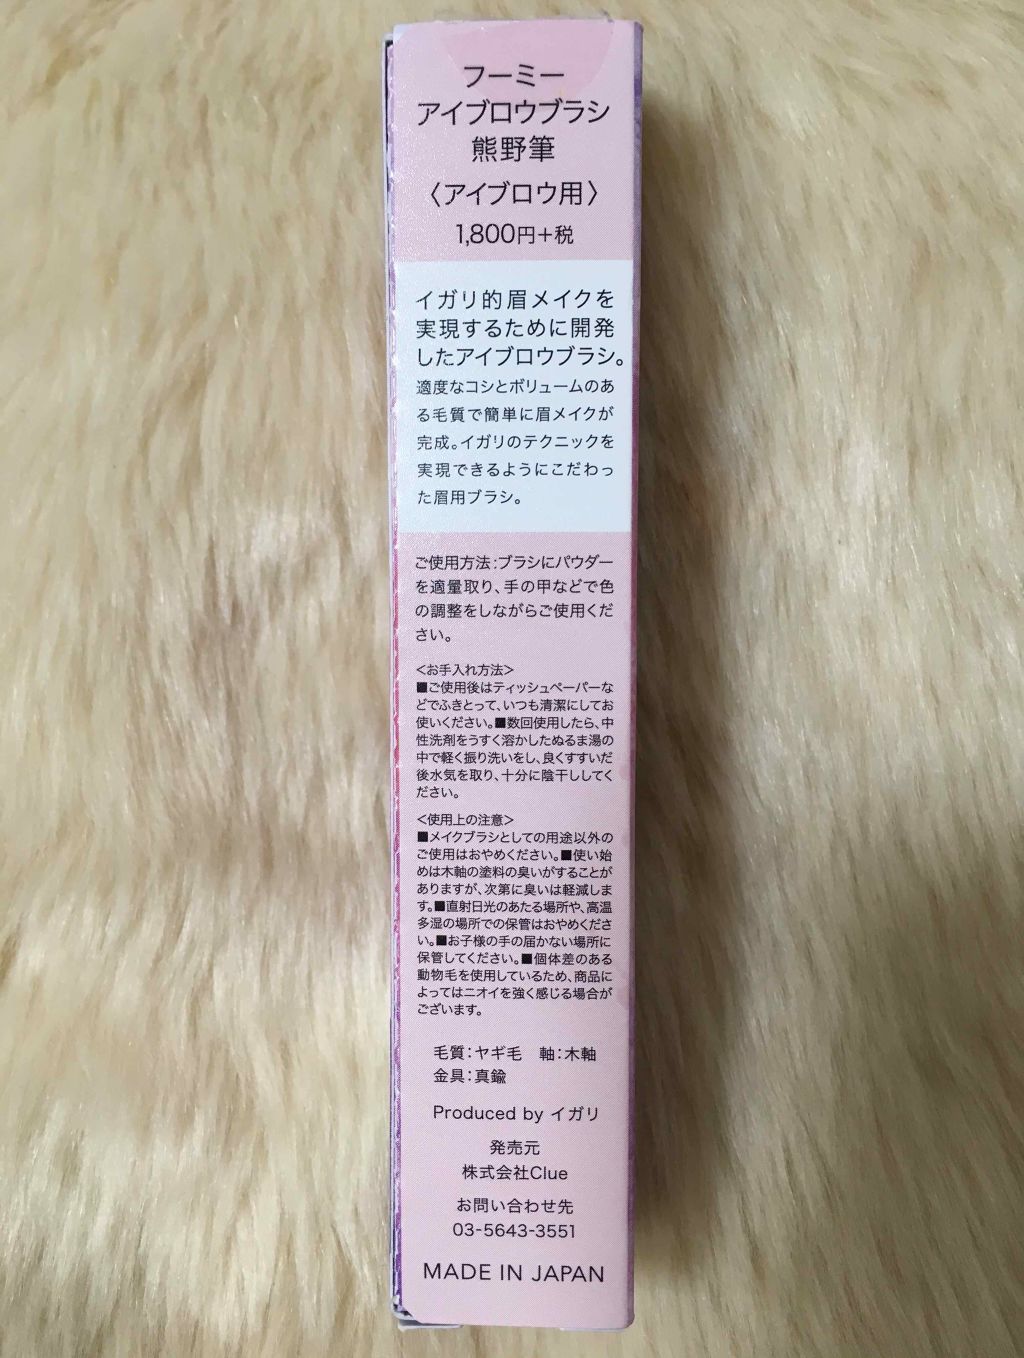 フーミー
アイブロウブラシ
熊野筆
〈アイブロウ用〉
1,800円+税
イガリ的眉メイクを
実現するために開発
したアイブロウブラシ。
適度なコシとボリュームのあ
る毛質で簡単に眉メイクが
完成。イガリのテクニックを
実現できるようにこだわっ
た眉用ブラシ。
ご使用方法:ブラシにパウダー
を適量取り、手の甲などで色
の調整をしながらご使用くだ
さい。
<お手入れ方法>
■ご使用後はティッシュペーパーな
どでふきとって、いつも清潔にしてお
使いください。■数回使用したら、中
性洗剤をうすく溶かしたぬるま湯の
中で軽く振り洗いをし、良くすすいだ
後水気を取り、十分に陰干ししてく
ださい。
<使用上の注意>
■メイクブラシとしての用途以外の
ご使用はおやめください。■使い始
めは木軸の塗料の臭いがすることが
ありますが、次第に臭いは軽減しま
す。■直射日光のあたる場所や、高温
多湿の場所での保管はおやめくださ
い。■お子様の手の届かない場所に
保管してください。■個体差のある
動物毛を使用しているため、商品に
よってはニオイを強く感じる場合が
ございます。
毛質:ヤギ毛　軸:木軸
金具:真鍮
Produced by イガリ
発売元
株式会社Clue
お問い合わせ先
03-5643-3551
MADE IN JAPAN